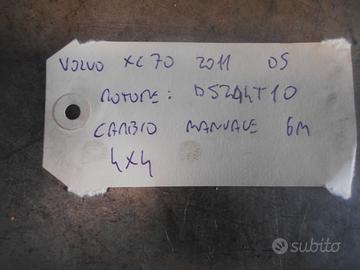 VOLVO XC70 2011 DS
MOTORE: D5244T10
CAMBIO MANUALE 6M
4X4
subito